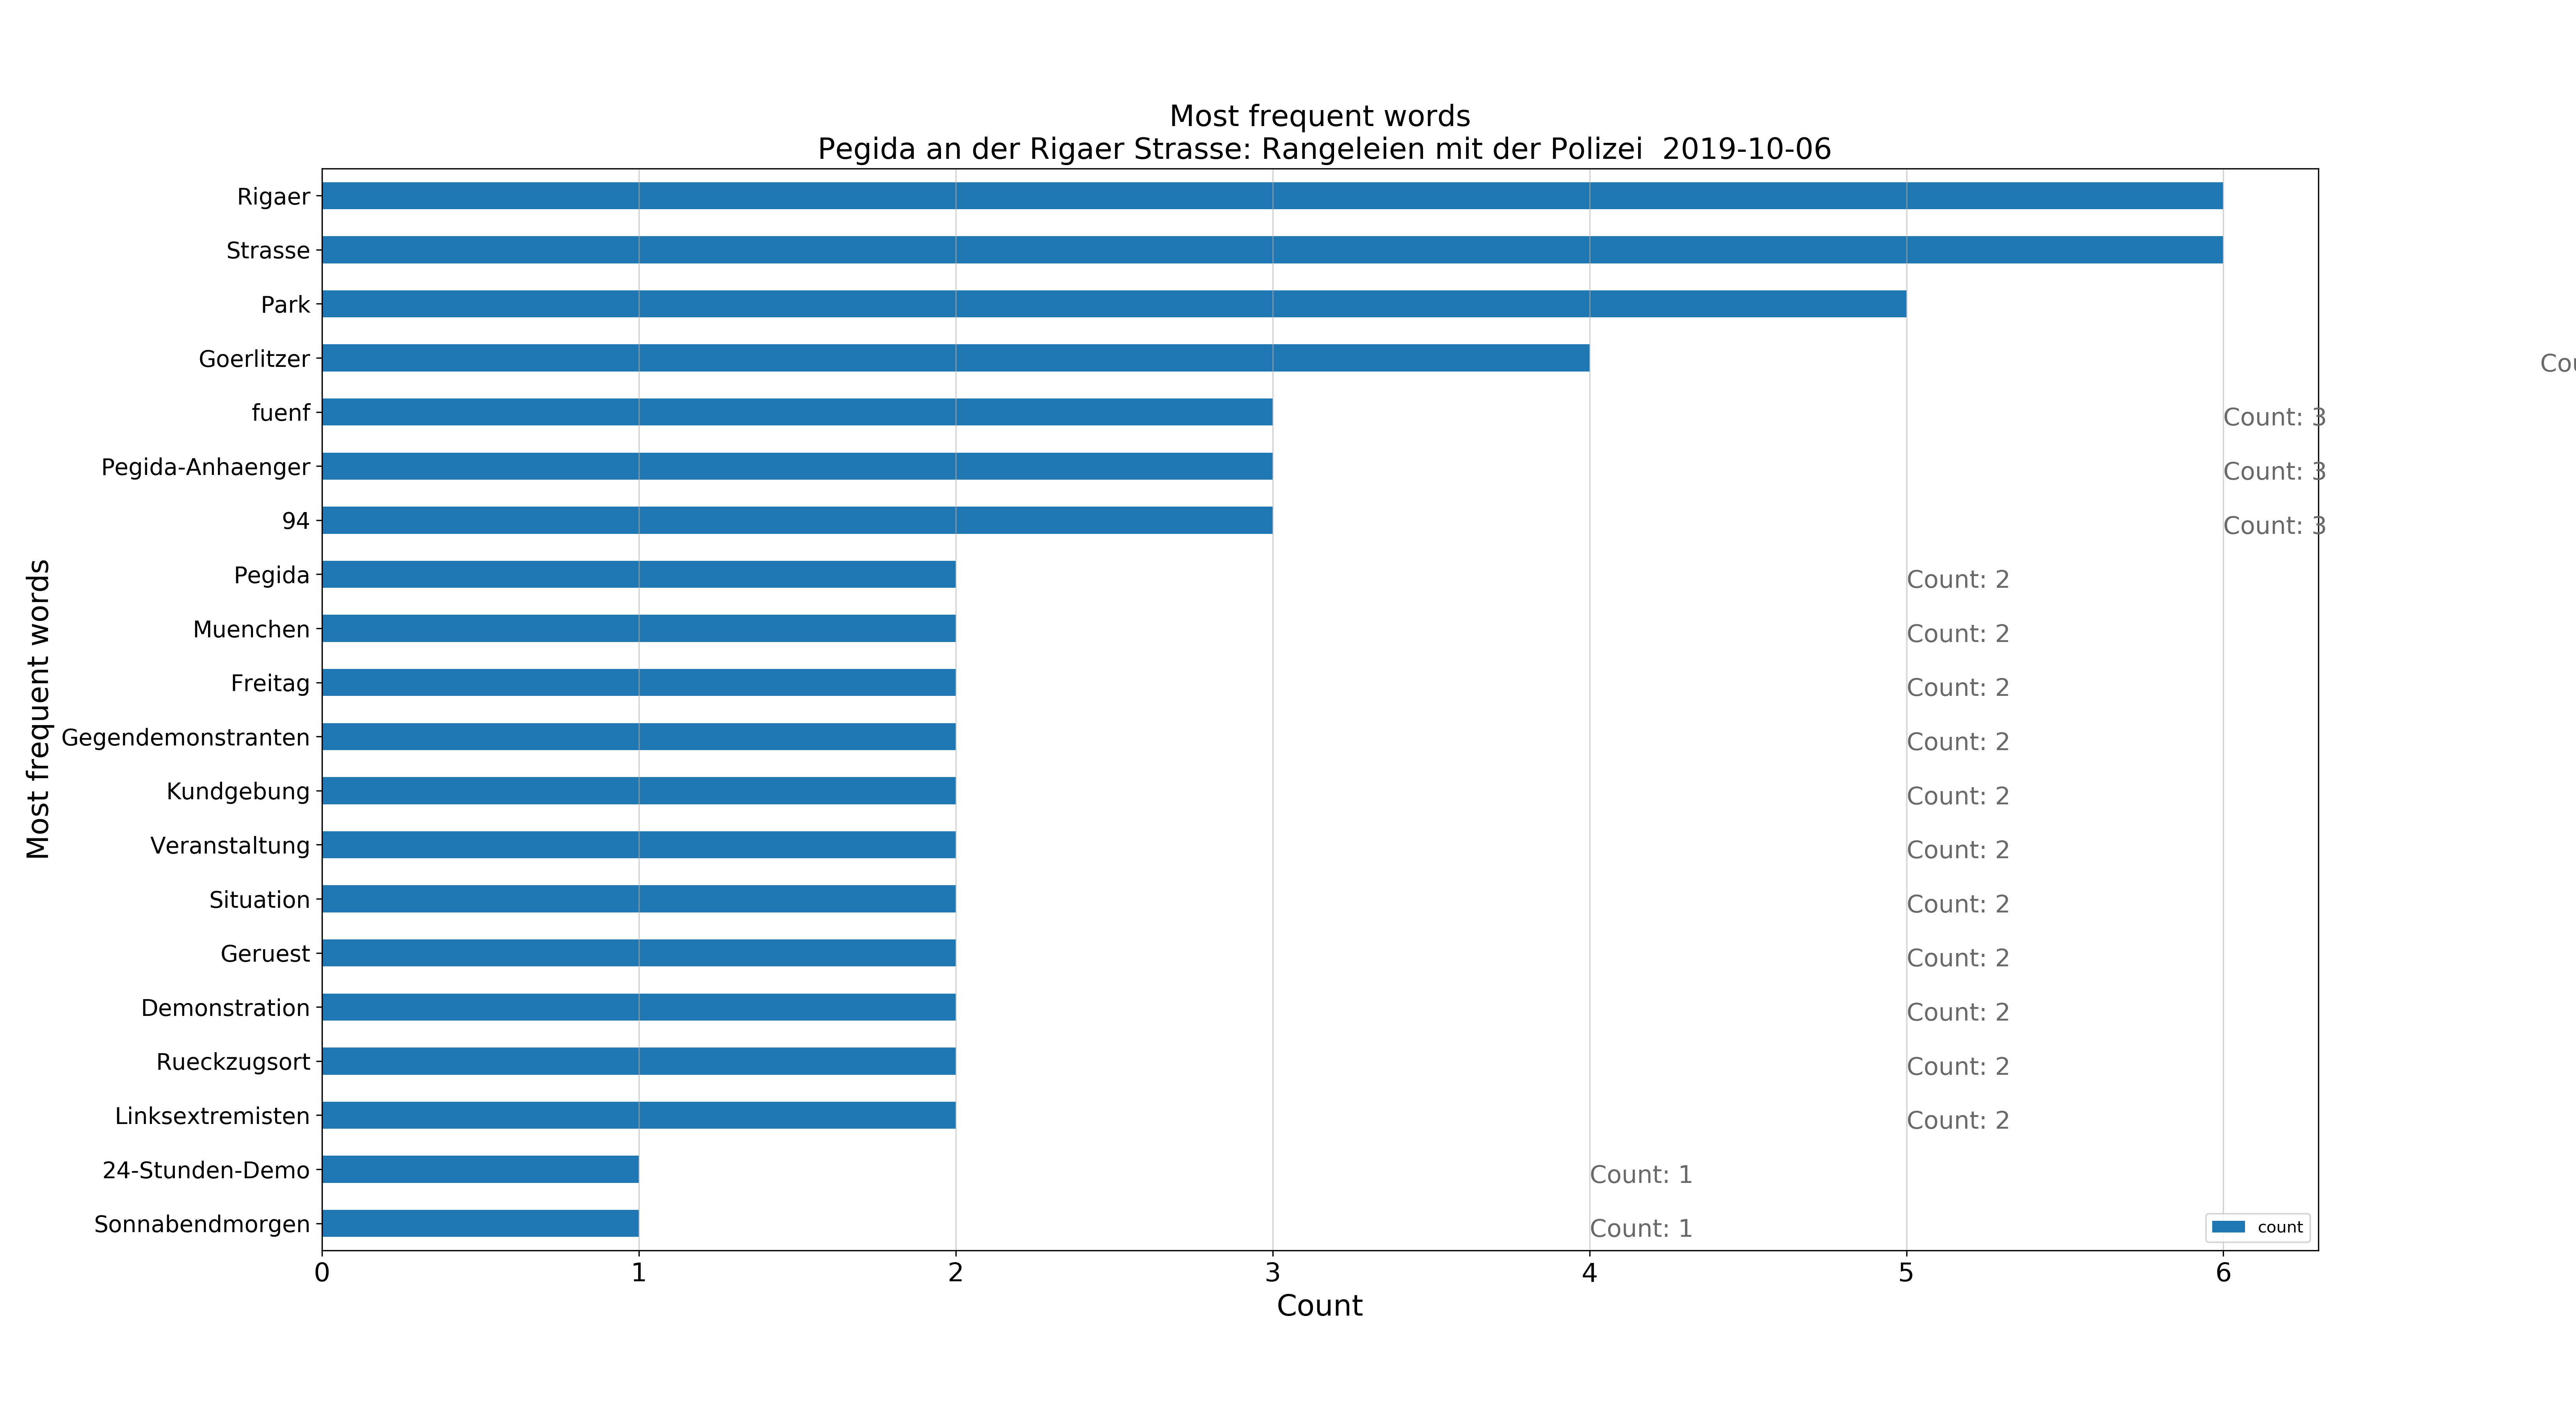 Most frequent words
Pegida an der Rigaer Strasse: Rangeleien mit der Polizei  2019-10-06
Most frequent words
Rigaer
Strasse
Park
Goerlitzer
fuenf Count: 3
Pegida-Anhaenger Count: 3
94 Count: 3
Pegida Count: 2
Muenchen Count: 2
Freitag Count: 2
Gegendemonstranten Count: 2
Kundgebung Count: 2
Veranstaltung Count: 2
Situation Count: 2
Geruest Count: 2
Demonstration Count: 2
Rueckzugsort Count: 2
Linksextremisten Count: 2
24-Stunden-Demo Count: 1
Sonnabendmorgen Count: 1
count
0 1 2 3 4 5 6
Count